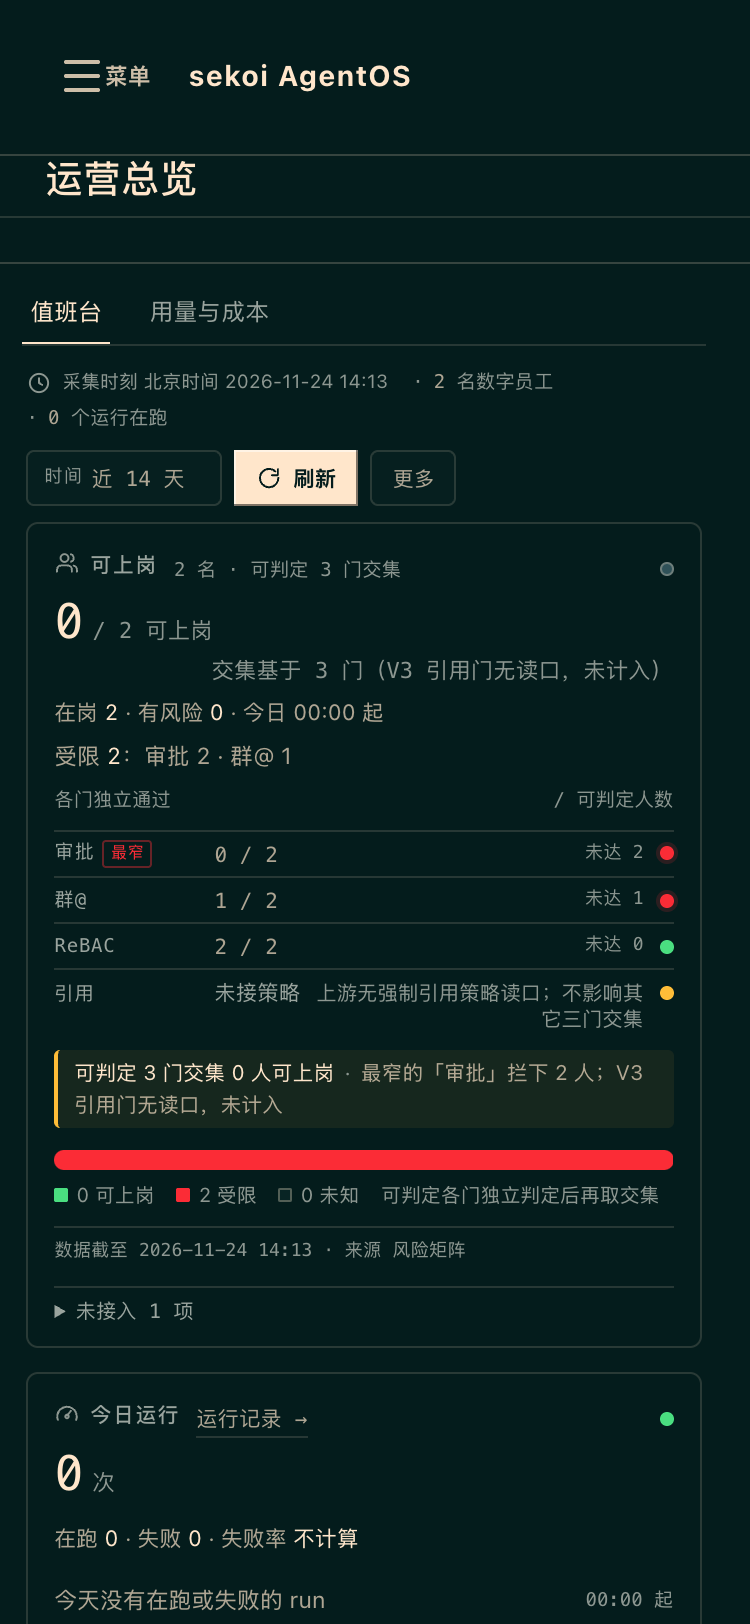 菜单 sekoi AgentOS
运营总览
值班台 用量与成本
采集时刻 北京时间 2026-11-24 14:13 · 2 名数字员工
· 0 个运行在跑
时间 近 14 天 刷新 更多
可上岗 2 名 · 可判定 3 门交集
0 / 2 可上岗
交集基于 3 门 (V3 引用门无读口, 未计入)
在岗 2 · 有风险 0 · 今日 00:00 起
受限 2: 审批 2 · 群@ 1
各门独立通过 / 可判定人数
审批 最窄 0 / 2 未达 2
群@ 1 / 2 未达 1
ReBAC 2 / 2 未达 0
引用 未接策略 上游无强制引用策略读口; 不影响其
它三门交集
可判定 3 门交集 0 人可上岗 · 最窄的「审批」拦下 2 人; V3
引用门无读口, 未计入
0 可上岗 2 受限 0 未知 可判定各门独立判定后再取交集
数据截至 2026-11-24 14:13 · 来源 风险矩阵
▶ 未接入 1 项
今日运行 运行记录 →
0 次
在跑 0 · 失败 0 · 失败率 不计算
今天没有在跑或失败的 run 00:00 起